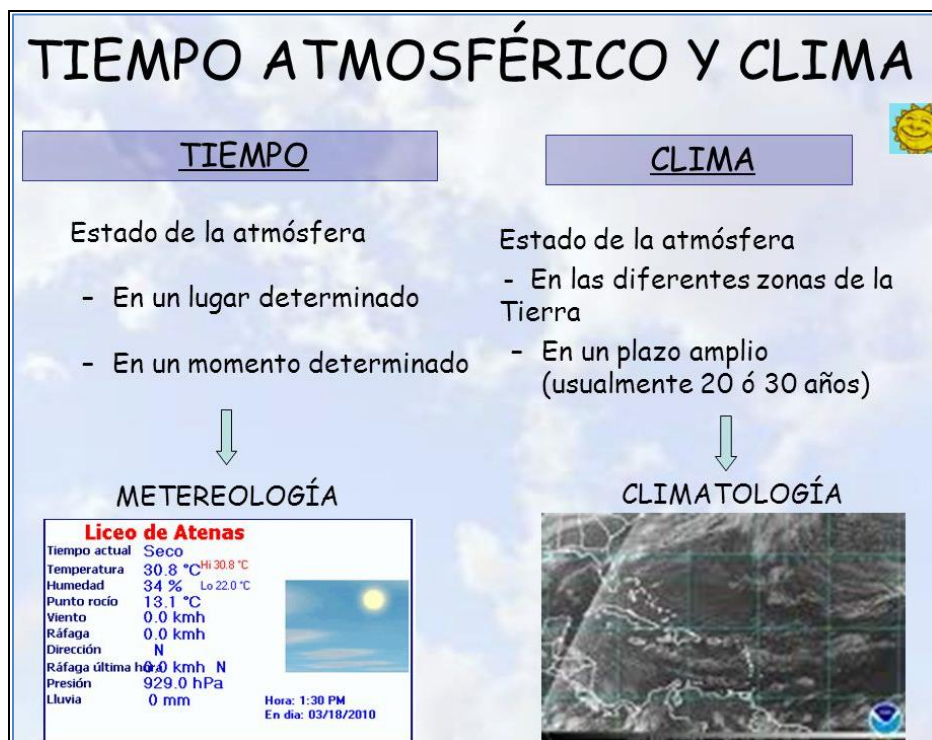 TIEMPO ATMOSFÉRICO Y CLIMA
TIEMPO
Estado de la atmósfera
- En un lugar determinado
- En un momento determinado
METEREOLOGÍA
Liceo de Atenas
Tiempo actual Seco
Temperatura 30.8 °C Hi 30.8 °C
Humedad 34 % Lo 22.0 °C
Punto rocío 13.1 °C
Viento 0.0 kmh
Ráfaga 0.0 kmh
Dirección N
Ráfaga última hora 0.0 kmh N
Presión 929.0 hPa
Lluvia 0 mm
Hora: 1:30 PM
En dia: 03/18/2010
CLIMA
Estado de la atmósfera
- En las diferentes zonas de la
Tierra
- En un plazo amplio
(usualmente 20 ó 30 años)
CLIMATOLOGÍA